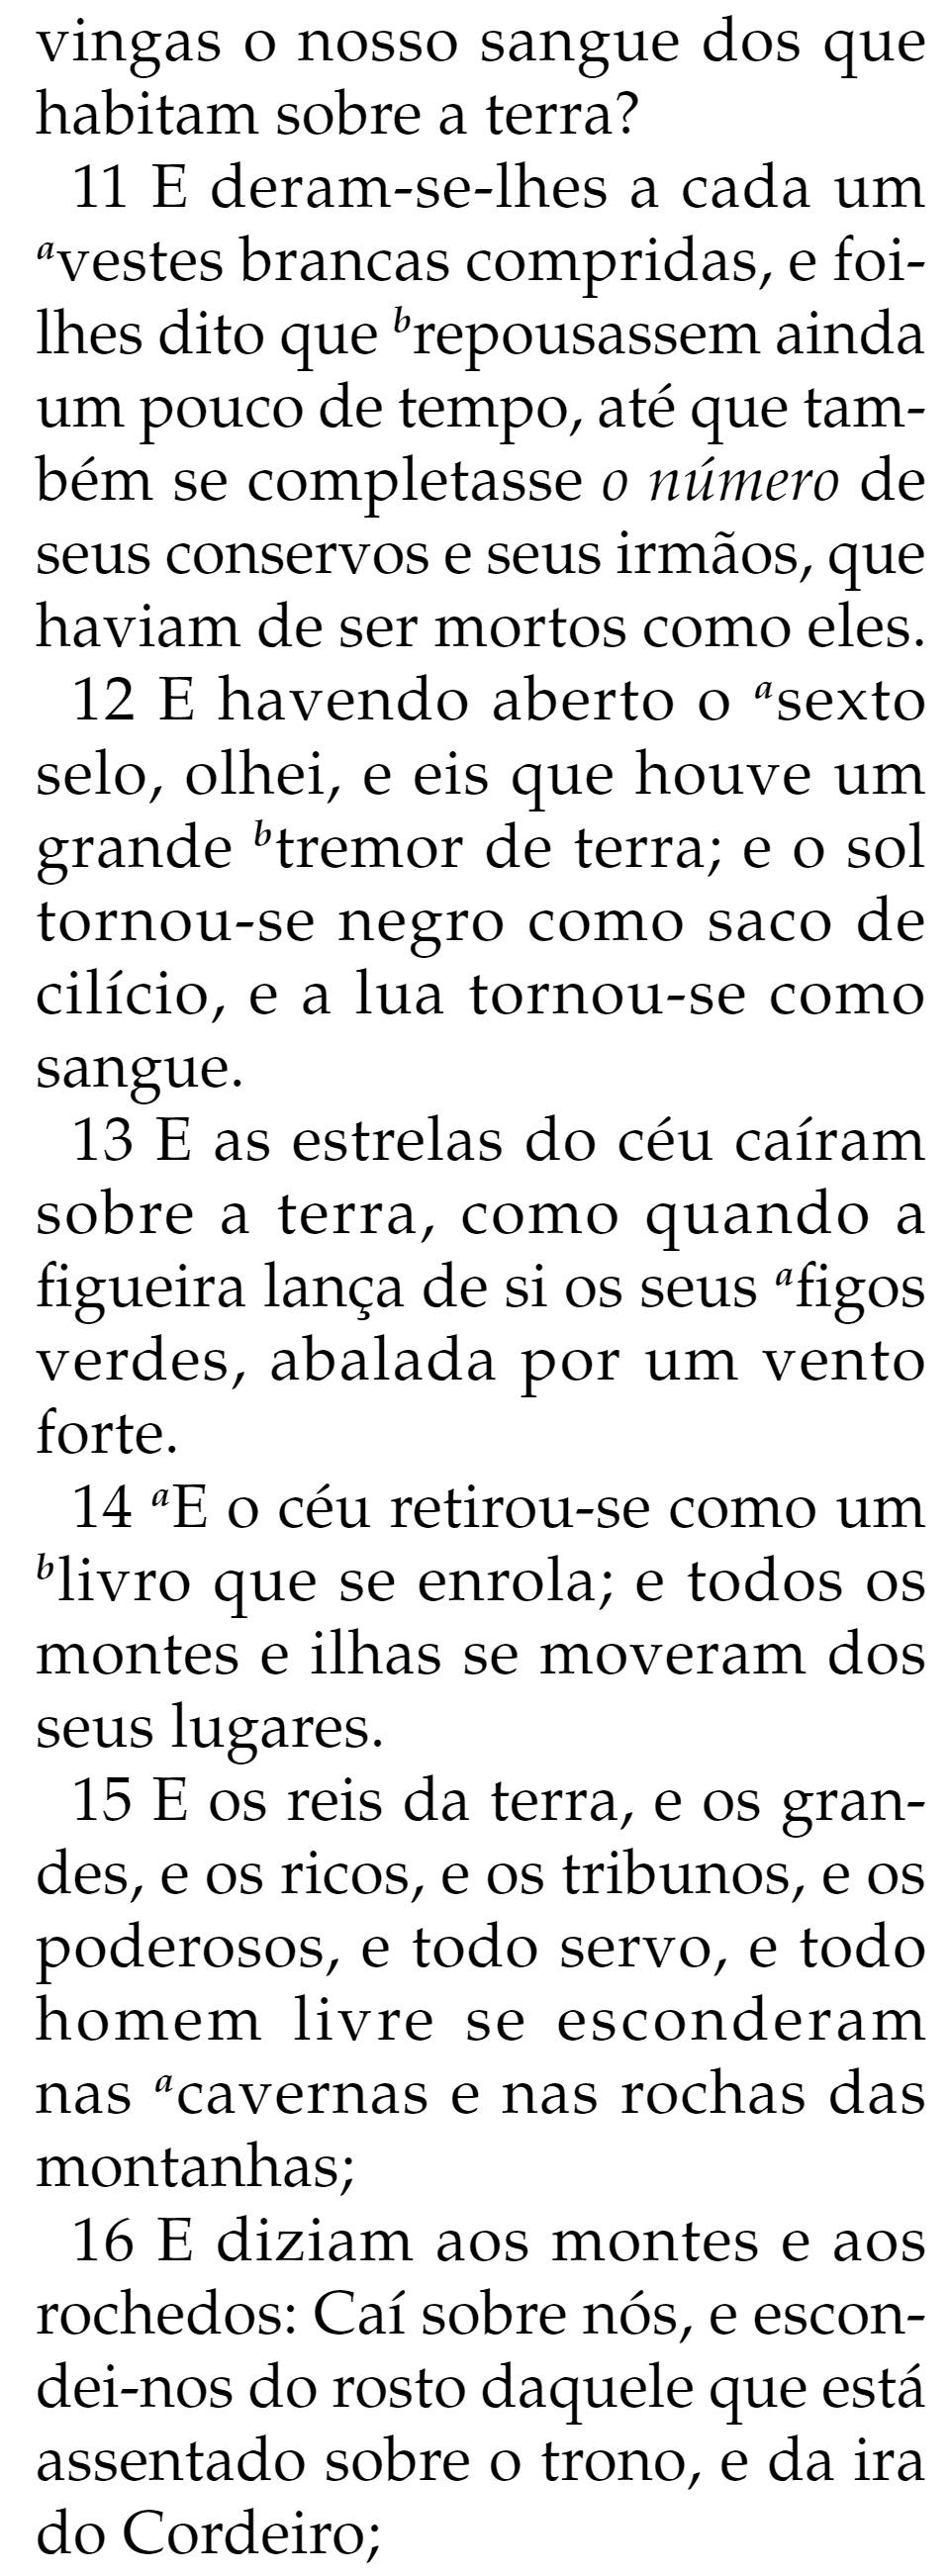 vingas o nosso sangue dos que
habitam sobre a terra?
11 E deram-se-lhes a cada um
ᵃvestes brancas compridas, e foi-
lhes dito que ᵇrepousassem ainda
um pouco de tempo, até que tam-
bém se completasse o número de
seus conservos e seus irmãos, que
haviam de ser mortos como eles.
12 E havendo aberto o ᵃsexto
selo, olhei, e eis que houve um
grande ᵇtremor de terra; e o sol
tornou-se negro como saco de
cilício, e a lua tornou-se como
sangue.
13 E as estrelas do céu caíram
sobre a terra, como quando a
figueira lança de si os seus ᵃfigos
verdes, abalada por um vento
forte.
14 ᵃE o céu retirou-se como um
ᵇlivro que se enrola; e todos os
montes e ilhas se moveram dos
seus lugares.
15 E os reis da terra, e os gran-
des, e os ricos, e os tribunos, e os
poderosos, e todo servo, e todo
homem livre se esconderam
nas ᵃcavernas e nas rochas das
montanhas;
16 E diziam aos montes e aos
rochedos: Caí sobre nós, e escon-
dei-nos do rosto daquele que está
assentado sobre o trono, e da ira
do Cordeiro;